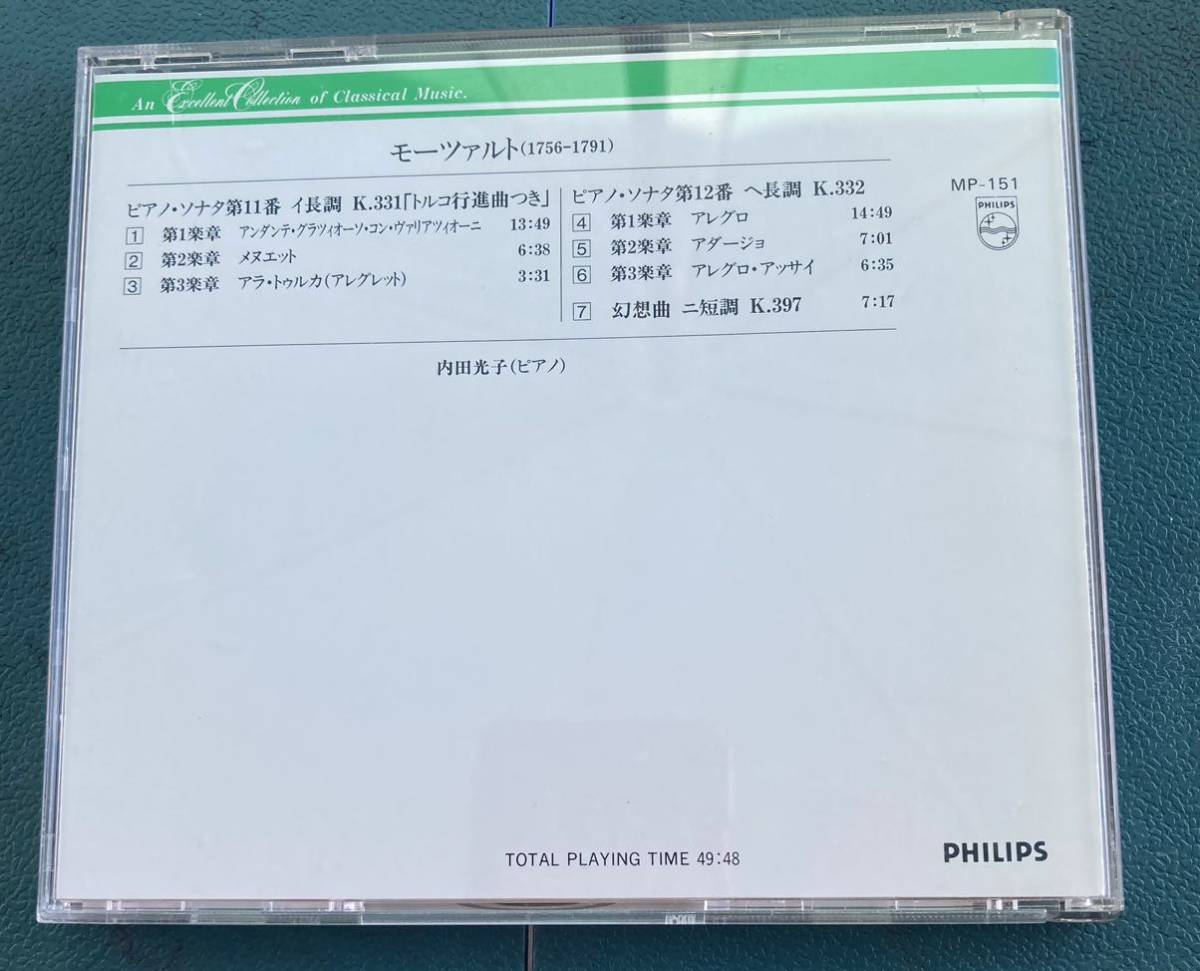 An Excellent Collection of Classical Music.
モーツァルト(1756-1791)
ピアノ・ソナタ第11番 イ長調 K.331「トルコ行進曲つき」
1 第1楽章 アンダンテ・グラツィオーソ・コン・ヴァリアツィオーニ 13:49
2 第2楽章 メヌエット 6:38
3 第3楽章 アラ・トゥルカ(アレグレット) 3:31
ピアノ・ソナタ第12番 ヘ長調 K.332
4 第1楽章 アレグロ 14:49
5 第2楽章 アダージョ 7:01
6 第3楽章 アレグロ・アッサイ 6:35
7 幻想曲 ニ短調 K.397 7:17
MP-151
PHILIPS
内田光子(ピアノ)
TOTAL PLAYING TIME 49:48
PHILIPS